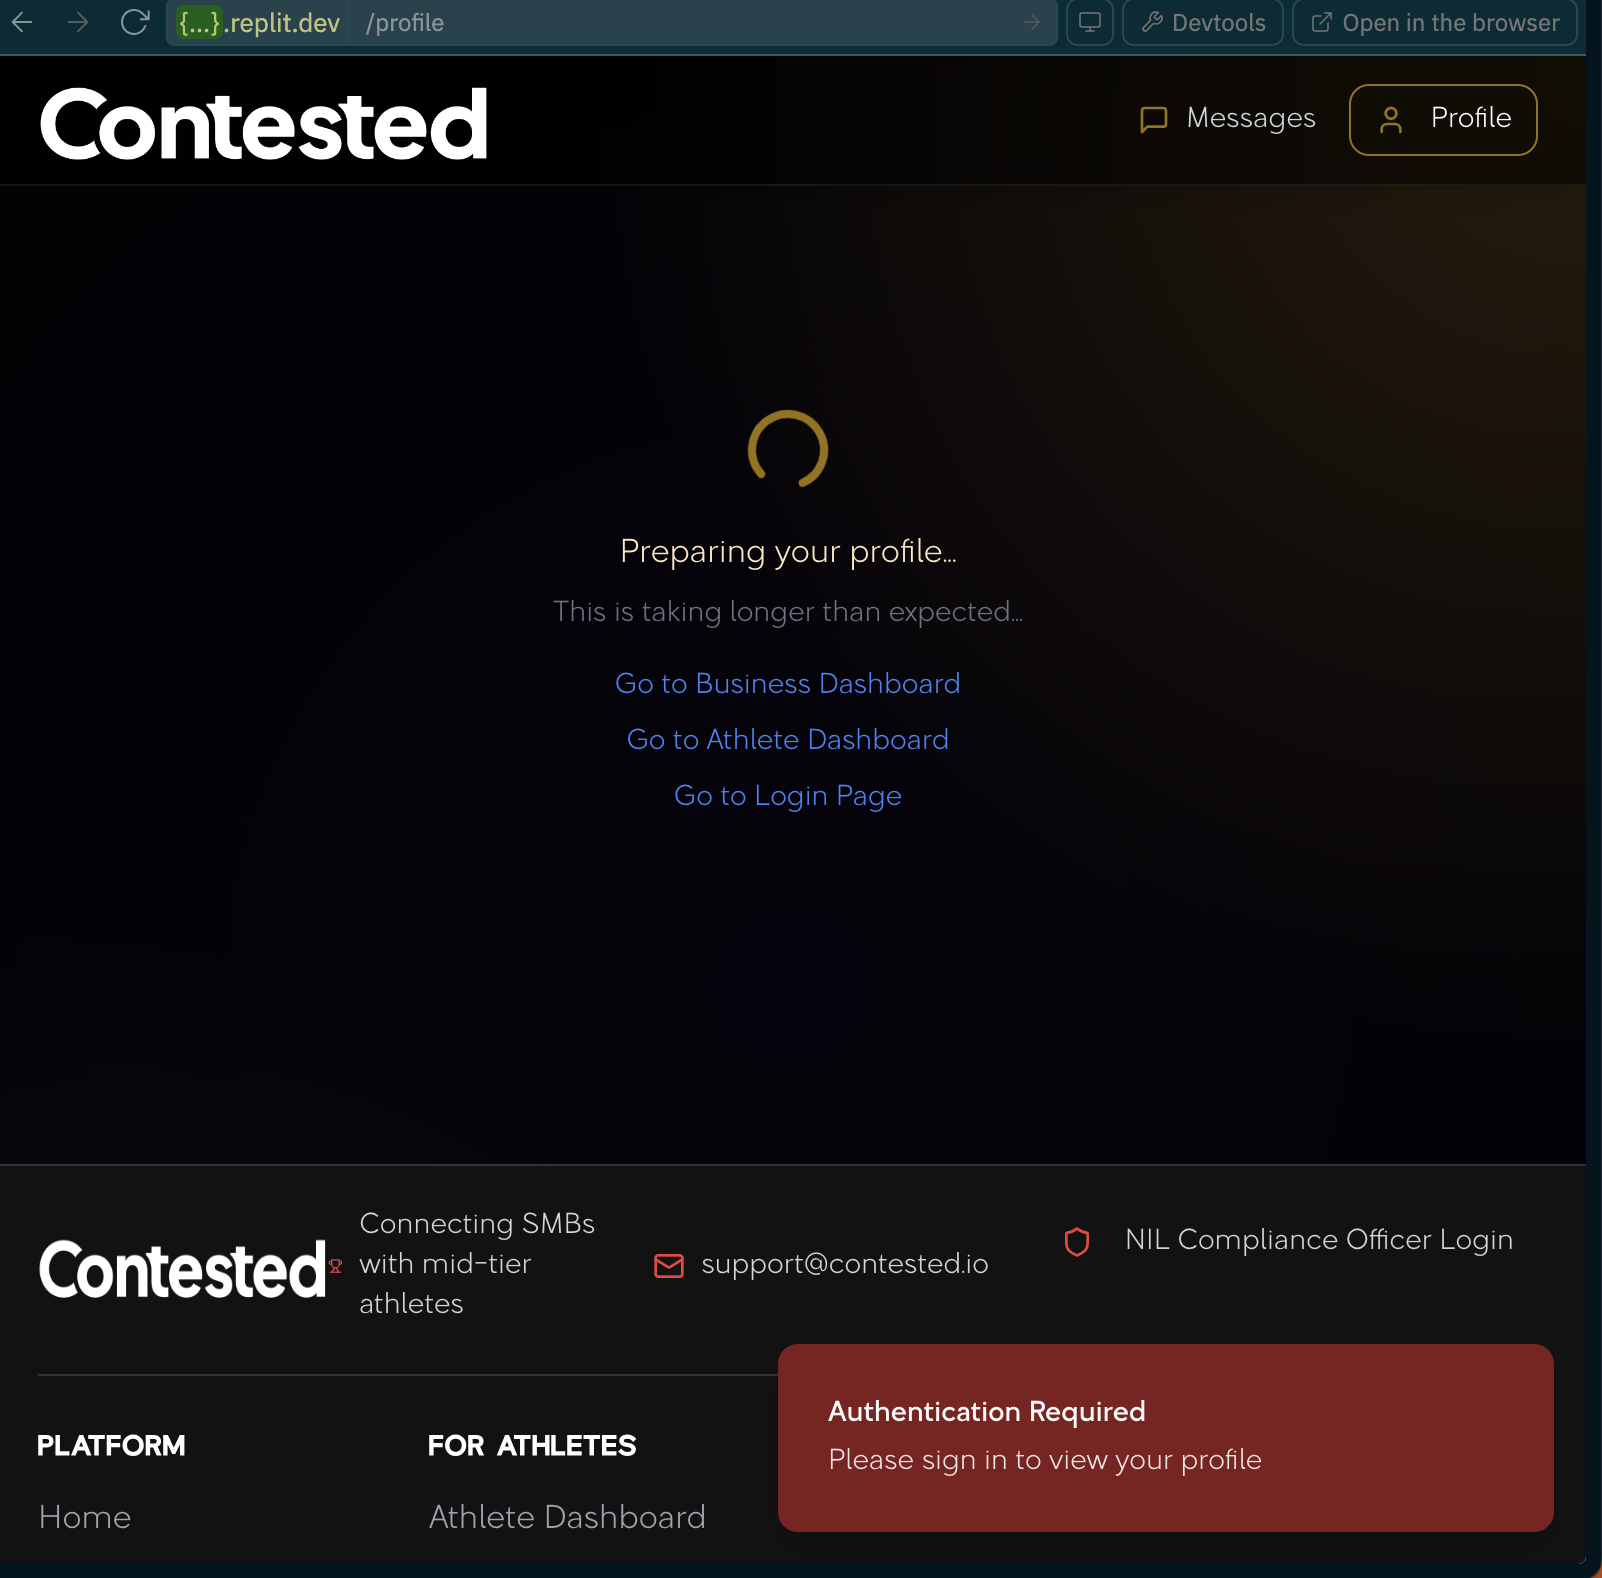 {...}.replit.dev /profile
Devtools
Open in the browser
Contested
Messages
Profile
Preparing your profile...
This is taking longer than expected...
Go to Business Dashboard
Go to Athlete Dashboard
Go to Login Page
Contested
Connecting SMBs
with mid-tier
athletes
support@contested.io
NIL Compliance Officer Login
PLATFORM
Home
FOR ATHLETES
Athlete Dashboard
Authentication Required
Please sign in to view your profile